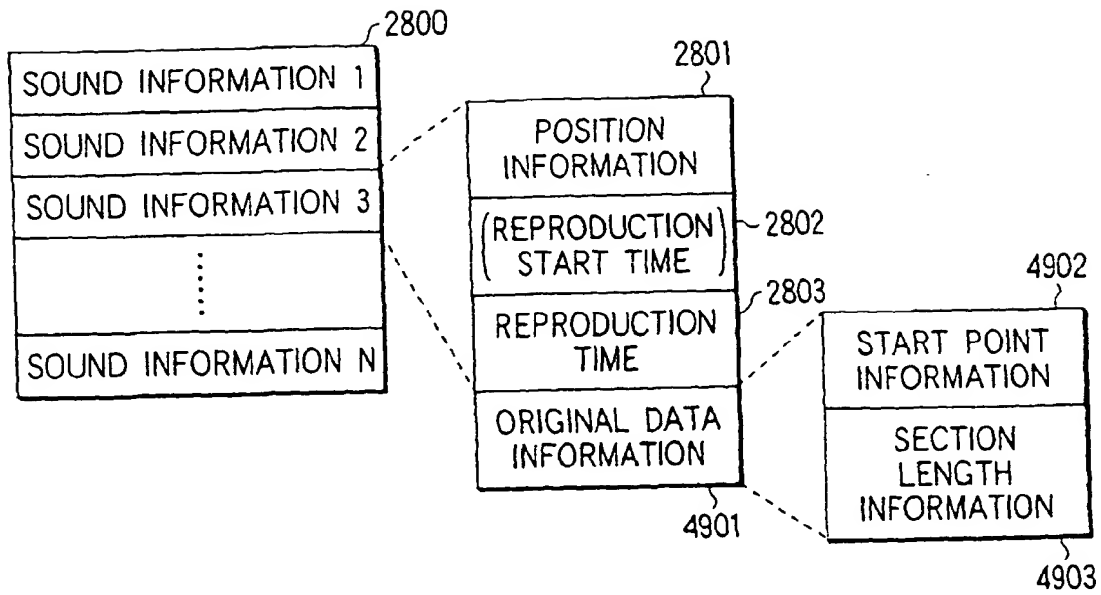 2800
SOUND INFORMATION 1
SOUND INFORMATION 2
SOUND INFORMATION 3
SOUND INFORMATION N
2801
POSITION
INFORMATION
(REPRODUCTION
START TIME)
2802
2803
REPRODUCTION
TIME
ORIGINAL DATA
INFORMATION
4901
4902
START POINT
INFORMATION
SECTION
LENGTH
INFORMATION
4903